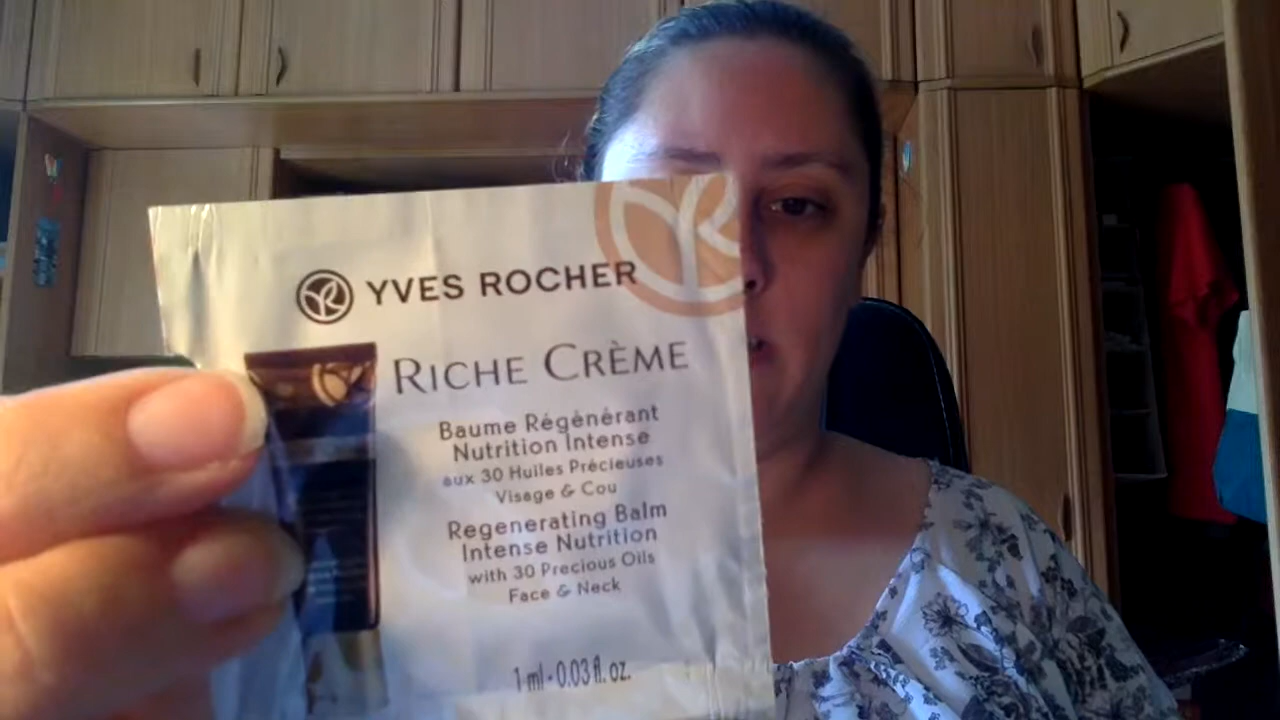 YVES ROCHER
RICHE CRÈME
Baume Régénérant
Nutrition Intense
aux 30 Huiles Précieuses
Visage & Cou
Regenerating Balm
Intense Nutrition
with 30 Precious Oils
Face & Neck
1 ml - 0.03 fl. oz.